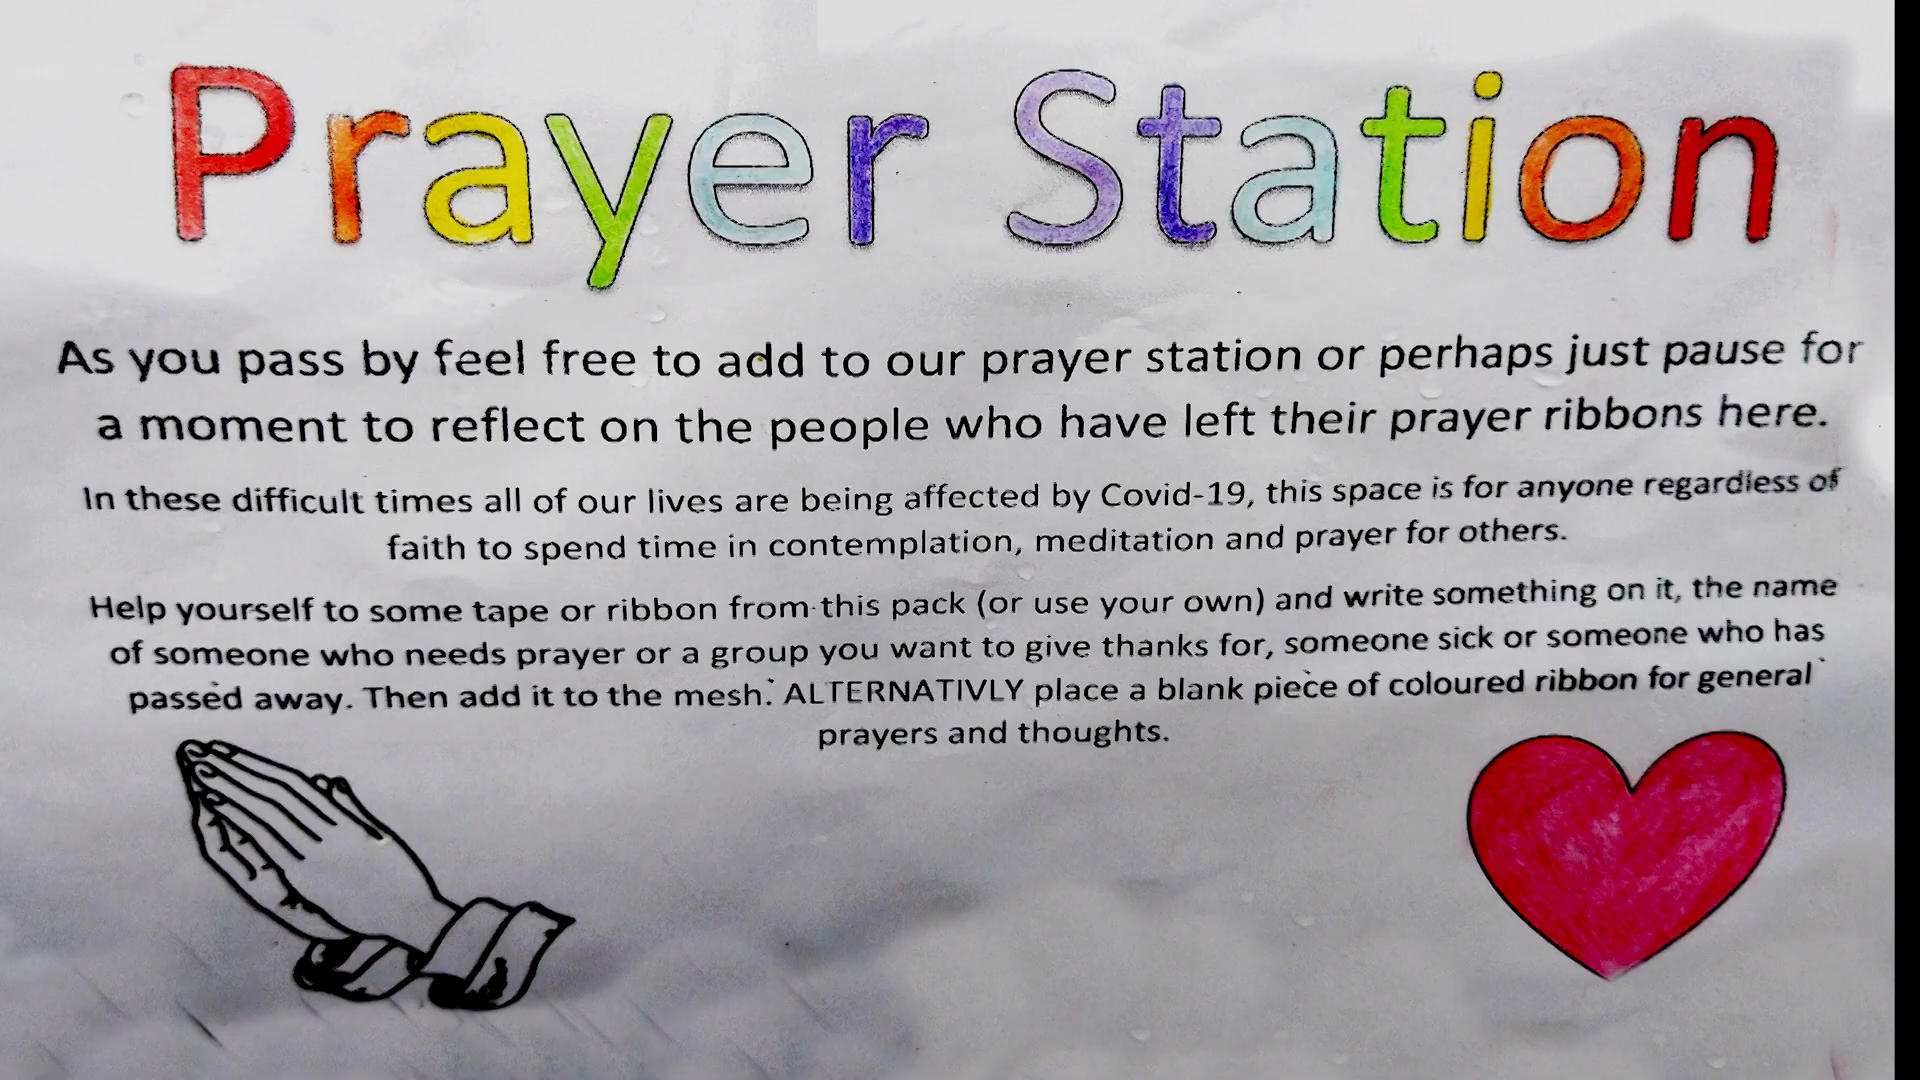 Prayer Station
As you pass by feel free to add to our prayer station or perhaps just pause for
a moment to reflect on the people who have left their prayer ribbons here.
In these difficult times all of our lives are being affected by Covid-19, this space is for anyone regardless of
faith to spend time in contemplation, meditation and prayer for others.
Help yourself to some tape or ribbon from this pack (or use your own) and write something on it, the name
of someone who needs prayer or a group you want to give thanks for, someone sick or someone who has
passed away. Then add it to the mesh. ALTERNATIVLY place a blank piece of coloured ribbon for general
prayers and thoughts.